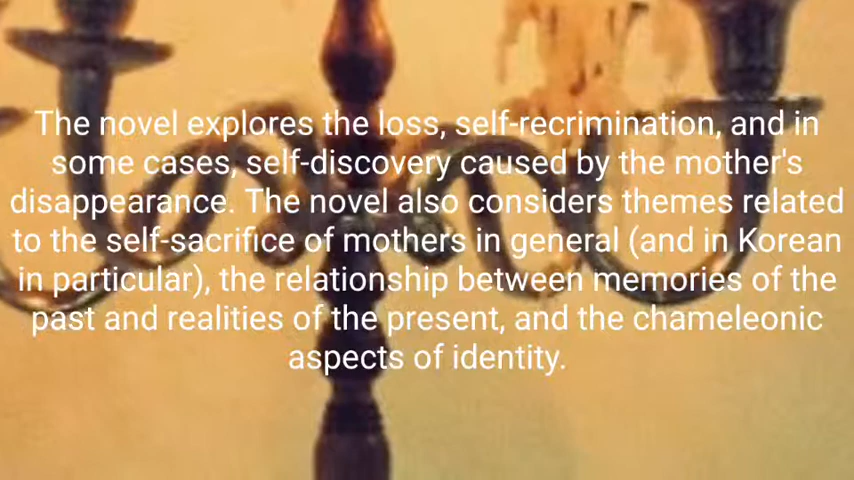 The novel explores the loss, self-recrimination, and in
some cases, self-discovery caused by the mother's
disappearance. The novel also considers themes related
to the self-sacrifice of mothers in general (and in Korean
in particular), the relationship between memories of the
past and realities of the present, and the chameleonic
aspects of identity.